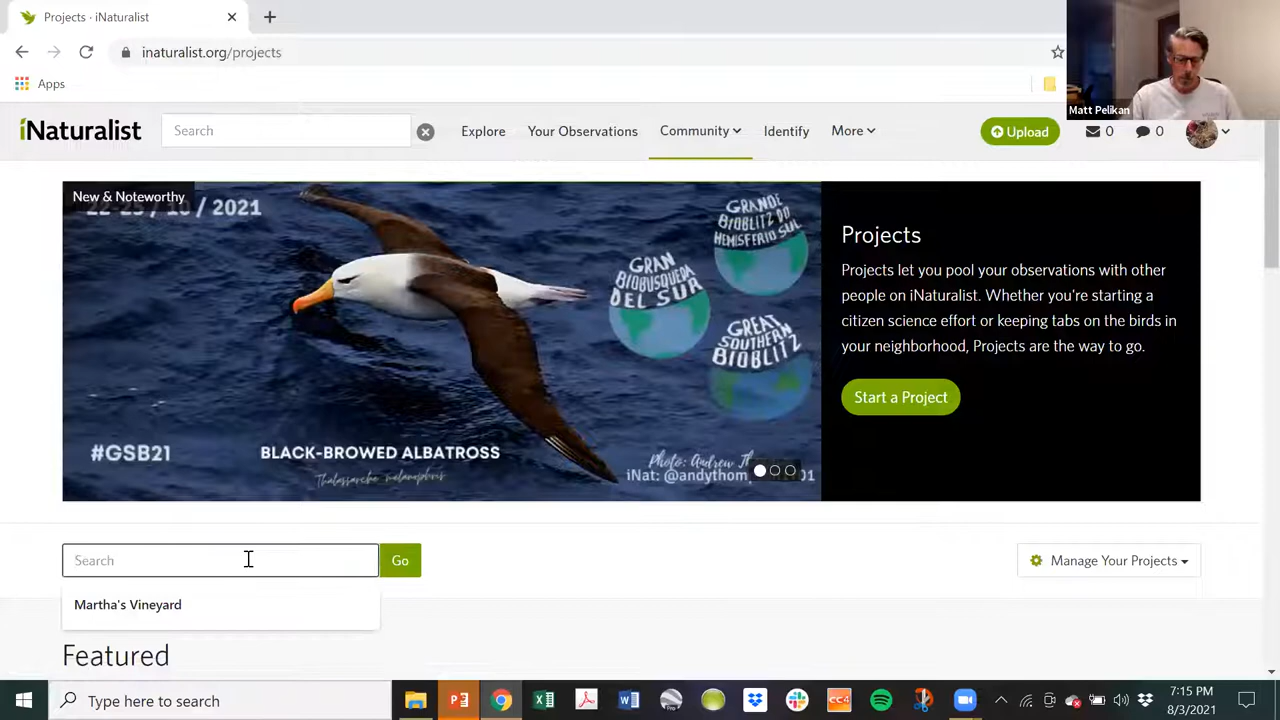 Projects · iNaturalist
inaturalist.org/projects
Apps
Matt Pelikan
iNaturalist
Search
Explore
Your Observations
Community
Identify
More
Upload
0
0
New & Noteworthy
/ 2021
GRANDE
BIOBLITZ DO
HEMISFERIO SUL
GRAN
BIOBÚSQUEDA
DEL SUR
GREAT
SOUTHERN
BIOBLITZ
#GSB21
BLACK-BROWED ALBATROSS
Thalassarche melanophris
Photo: Andrew
iNat:
Projects
Projects let you pool your observations with other
people on iNaturalist. Whether you're starting a
citizen science effort or keeping tabs on the birds in
your neighborhood, Projects are the way to go.
Start a Project
Search
Go
Manage Your Projects
Martha's Vineyard
Featured
Type here to search
7:15 PM
8/3/2021